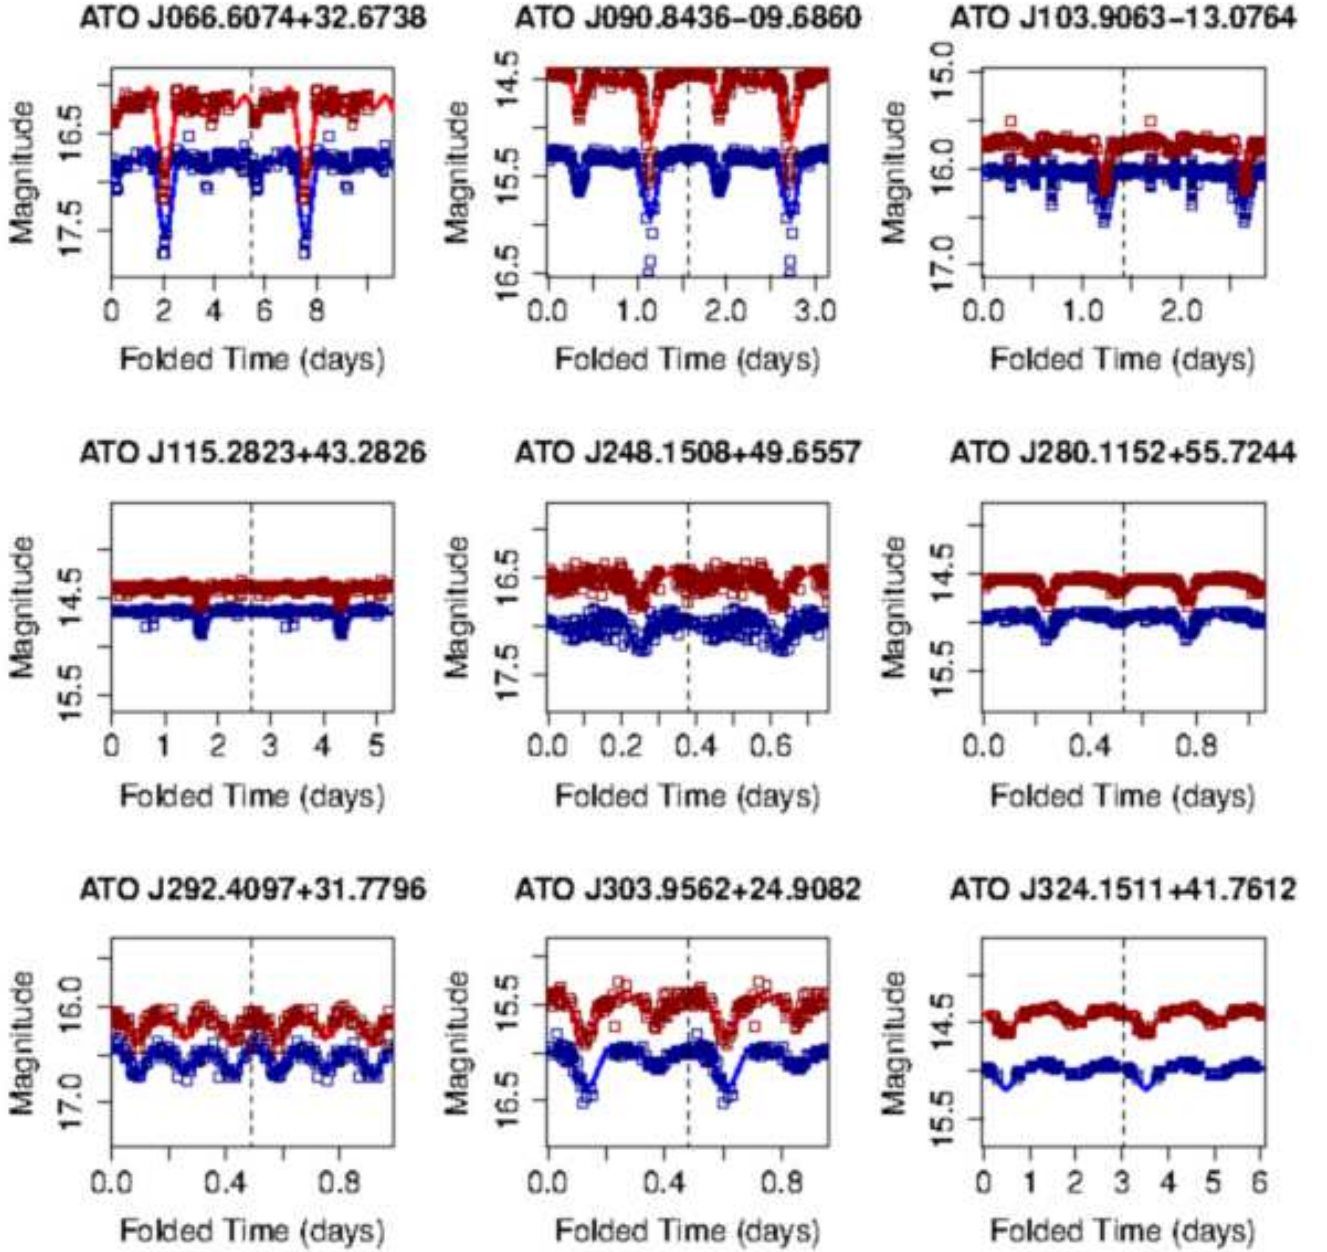 ATO J066.6074+32.6738
Magnitude
16.5
17.5
0 2 4 6 8
Folded Time (days)
ATO J090.8436−09.6860
Magnitude
14.5
15.5
16.5
0.0 1.0 2.0 3.0
Folded Time (days)
ATO J103.9063−13.0764
Magnitude
15.0
16.0
17.0
0.0 1.0 2.0
Folded Time (days)
ATO J115.2823+43.2826
Magnitude
14.5
15.5
0 1 2 3 4 5
Folded Time (days)
ATO J248.1508+49.6557
Magnitude
16.5
17.5
0.0 0.2 0.4 0.6
Folded Time (days)
ATO J280.1152+55.7244
Magnitude
14.5
15.5
0.0 0.4 0.8
Folded Time (days)
ATO J292.4097+31.7796
Magnitude
16.0
17.0
0.0 0.4 0.8
Folded Time (days)
ATO J303.9562+24.9082
Magnitude
15.5
16.5
0.0 0.4 0.8
Folded Time (days)
ATO J324.1511+41.7612
Magnitude
14.5
15.5
0 1 2 3 4 5 6
Folded Time (days)